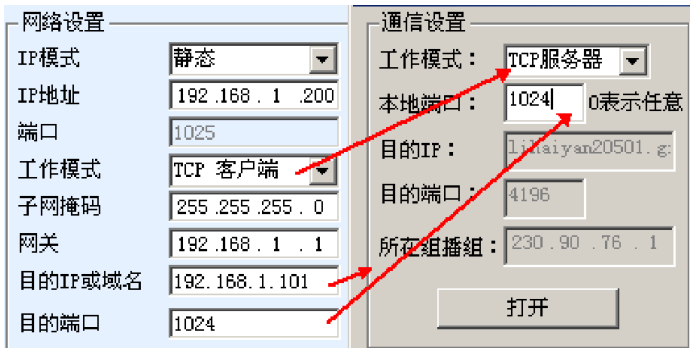 网络设置
IP模式 静态
IP地址 192 .168 . 1 .200
端口 1025
工作模式 TCP 客户端
子网掩码 255 .255 .255 . 0
网关 192 .168 . 1 . 1
目的IP或域名 192.168.1.101
目的端口 1024
通信设置
工作模式： TCP服务器
本地端口： 1024 0表示任意
目的IP： lihaiyan20501.g
目的端口： 4196
所在组播组： 230 . 90 . 76 . 1
打开